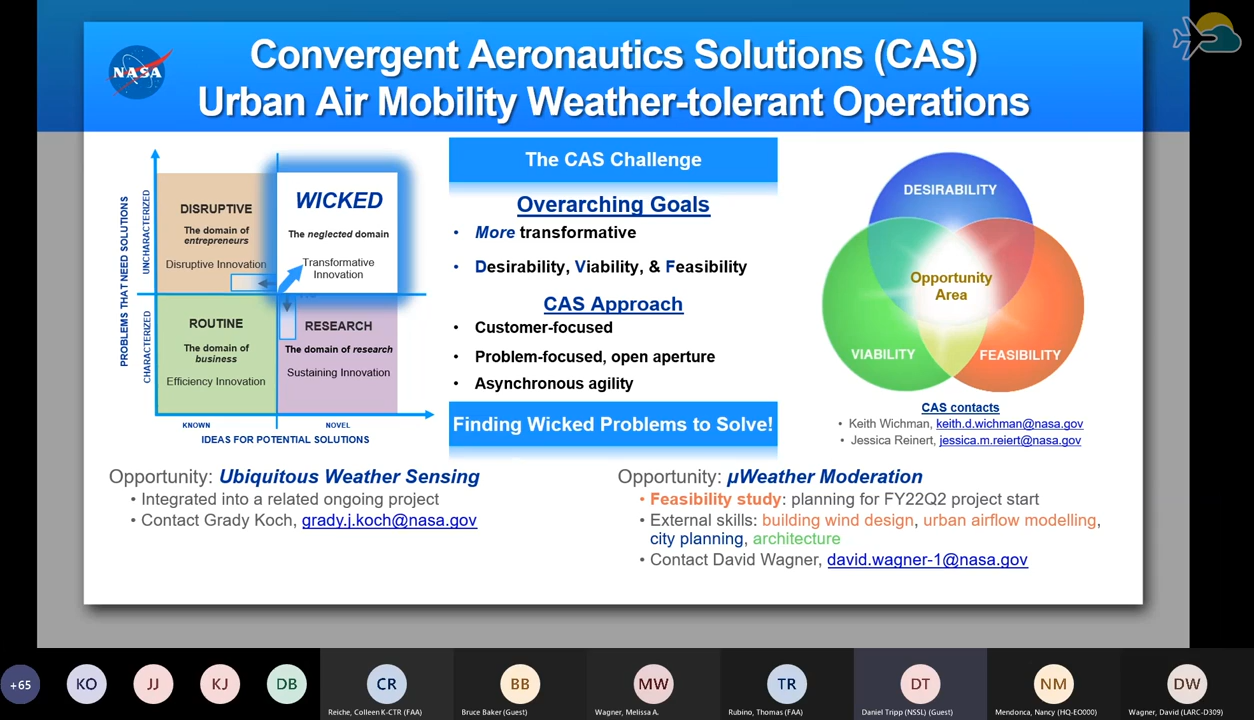 NASA
Convergent Aeronautics Solutions (CAS)
Urban Air Mobility Weather-tolerant Operations
PROBLEMS THAT NEED SOLUTIONS
UNCHARACTERIZED
CHARACTERIZED
DISRUPTIVE
The domain of
entrepreneurs
Disruptive Innovation
WICKED
The neglected domain
Transformative
Innovation
ROUTINE
The domain of
business
Efficiency Innovation
RESEARCH
The domain of research
Sustaining Innovation
KNOWN
NOVEL
IDEAS FOR POTENTIAL SOLUTIONS
The CAS Challenge
Overarching Goals
• More transformative
• Desirability, Viability, & Feasibility
CAS Approach
• Customer-focused
• Problem-focused, open aperture
• Asynchronous agility
Finding Wicked Problems to Solve!
DESIRABILITY
Opportunity
Area
VIABILITY
FEASIBILITY
CAS contacts
• Keith Wichman, keith.d.wichman@nasa.gov
• Jessica Reinert, jessica.m.reiert@nasa.gov
Opportunity: Ubiquitous Weather Sensing
• Integrated into a related ongoing project
• Contact Grady Koch, grady.j.koch@nasa.gov
Opportunity: µWeather Moderation
• Feasibility study: planning for FY22Q2 project start
• External skills: building wind design, urban airflow modelling,
city planning, architecture
• Contact David Wagner, david.wagner-1@nasa.gov
+65
KO
JJ
KJ
DB
CR
BB
MW
TR
DT
NM
DW
Reiche, Colleen K-CTR (FAA)
Bruce Baker (Guest)
Wagner, Melissa A.
Rubino, Thomas (FAA)
Daniel Tripp (NSSL) (Guest)
Mendonca, Nancy (HQ-EO000)
Wagner, David (LARC-D309)